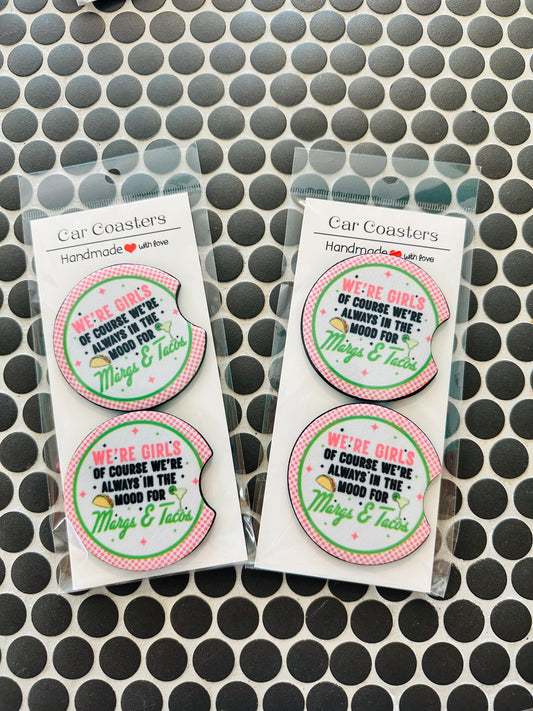 Car Coasters
Handmade with love
WE'RE GIRLS
OF COURSE WE'RE
ALWAYS IN THE
MOOD FOR
Margs & Tacos
WE'RE GIRLS
OF COURSE WE'RE
ALWAYS IN THE
MOOD FOR
Margs & Tacos
Car Coasters
Handmade with love
WE'RE GIRLS
OF COURSE WE'RE
ALWAYS IN THE
MOOD FOR
Margs & Tacos
WE'RE GIRLS
OF COURSE WE'RE
ALWAYS IN THE
MOOD FOR
Margs & Tacos